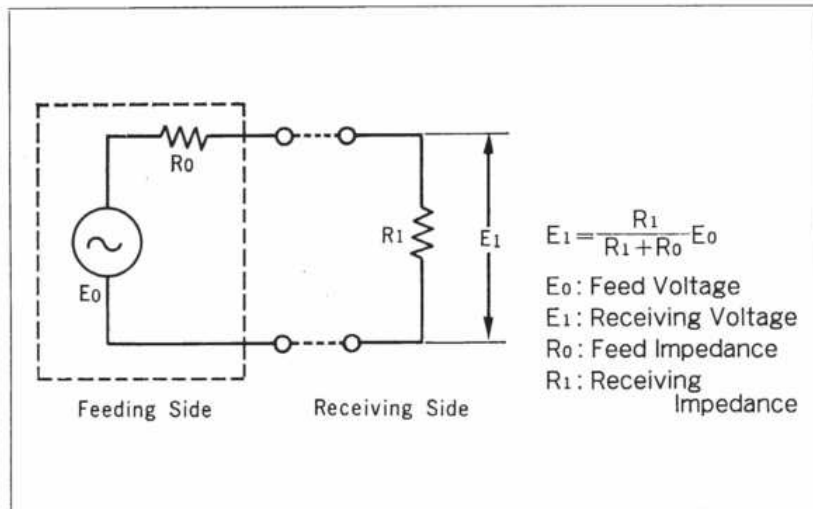 R0
E0
R1
E1
E1=R1/R1+R0 E0
E0: Feed Voltage
E1: Receiving Voltage
R0: Feed Impedance
R1: Receiving
Impedance
Feeding Side
Receiving Side